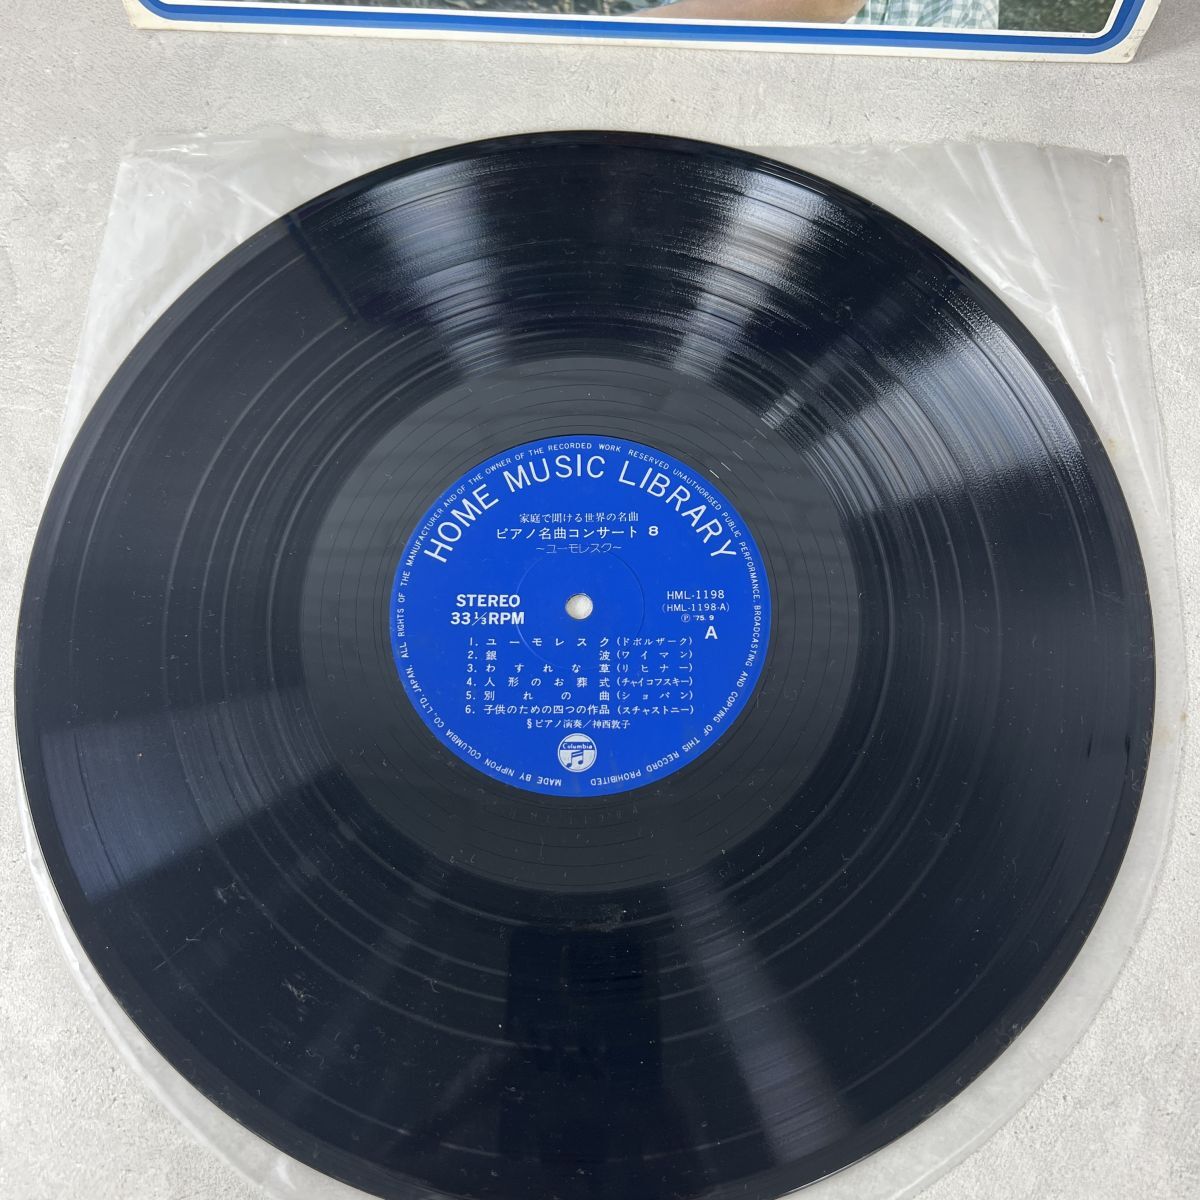 ALL RIGHTS OF THE MANUFACTURER AND OF THE OWNER OF THE RECORDED WORK RESERVED UNAUTHORISED PUBLIC PERFORMANCE, BROADCASTING AND COPYING OF THIS RECORD PROHIBITED
HOME MUSIC LIBRARY
家庭で聞ける世界の名曲
ピアノ名曲コンサート 8
～ユーモレスク～
STEREO
33 1/3 RPM
HML-1198
(HML-1198-A)
Ⓟ '75. 9
A
1. ユーモレスク(ドボルザーク)
2. 銀波(ワイマン)
3. わすれな草(リヒナー)
4. 人形のお葬式(チャイコフスキー)
5. 別れの曲(ショパン)
6. 子供のための四つの作品(スチャストニー)
§ピアノ演奏／神西敦子
Columbia
MADE BY NIPPON COLUMBIA CO., LTD. JAPAN.